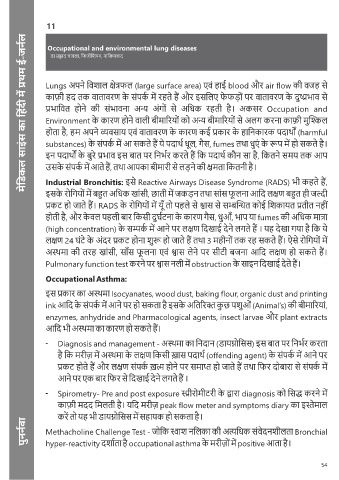 11
Occupational and environmental lung diseases
Lungs अपने विशाल क्षेत्रफल (large surface area) एवं हाई blood और air flow की वजह से
काफ़ी हद तक वातावरण के संपर्क में रहते हैं और इसलिए फेफड़ों पर वातावरण के दुष्प्रभाव से
प्रभावित होने की संभावना अन्य अंगों से अधिक रहती है। अकसर Occupation and
Environment के कारण होने वाली बीमारियों को अन्य बीमारियों से अलग करना काफ़ी मुश्किल
होता है, हम अपने व्यवसाय एवं वातावरण के कारण कई प्रकार के हानिकारक पदार्थों (harmful
substances) के संपर्क में आ सकते हैं ये पदार्थ धूल, गैस, fumes तथा धुएं के रूप में हो सकते है।
इन पदार्थों के बुरे प्रभाव इस बात पर निर्भर करते हैं कि पदार्थ कौन सा है, कितने समय तक आप
उसके संपर्क में आते हैं, तथा आपका बीमारी से लड़ने की क्षमता कितनी है।
Industrial Bronchitis: इसे Reactive Airways Disease Syndrome (RADS) भी कहते हैं,
इसके रोगियों में बहुत अधिक खांसी, छाती में जकड़न तथा सांस फूलना आदि लक्षण बहुत ही जल्दी
प्रकट हो जाते हैं। RADS के रोगियों में यूँ तो पहले से श्वास से सम्बन्धित कोई शिकायत प्रतीत नहीं
होती है, और केवल पहली बार किसी दुर्घटना के कारण गैस, धुआँ, भाप या fumes की अधिक मात्रा
(high concentration) के सम्पर्क में आने पर लक्षण दिखाई देने लगते हैं । यह देखा गया है कि ये
लक्षण 24 घंटे के अंदर प्रकट होना शुरू हो जाते हैं तथा 3 महीनों तक रह सकते हैं। ऐसे रोगियों में
अस्थमा की तरह खांसी, साँस फूलना एवं श्वास लेने पर सीटी बजना आदि लक्षण हो सकते हैं।
Pulmonary function test करने पर श्वास नली में obstruction के साइन दिखाई देते हैं।
Occupational Asthma:
इस प्रकार का अस्थमा Isocyanates, wood dust, baking flour, organic dust and printing
ink आदि के संपर्क में आने पर हो सकता है इसके अतिरिक्त कुछ पशुओं (Animal's) की बीमारियां,
enzymes, anhydride and Pharmacological agents, insect larvae और plant extracts
आदि भी अस्थमा का कारण हो सकते हैं।
- Diagnosis and management - अस्थमा का निदान (डायग्नोसिस) इस बात पर निर्भर करता
है कि मरीज़ में अस्थमा के लक्षण किसी ख़ास पदार्थ (offending agent) के संपर्क में आने पर
प्रकट होते हैं और लक्षण संपर्क खत्म होने पर समाप्त हो जाते हैं तथा फिर दोबारा से संपर्क में
आने पर एक बार फिर से दिखाई देने लगते हैं ।
- Spirometry- Pre and post exposure स्पीरोमीटरी के द्वारा diagnosis को सिद्ध करने में
काफ़ी मदद मिलती है। यदि मरीज़ peak flow meter and symptoms diary का इस्तेमाल
करें तो यह भी डायग्नोसिस में सहायक हो सकता है।
Methacholine Challenge Test - जोकि श्वास नलिका की अत्यधिक संवेदनशीलता Bronchial
hyper-reactivity दर्शाता है occupational asthma के मरीज़ों में positive आता है।
54
मेडिकल साइंस का हिंदी में प्रथम ई-जर्नल
पुनर्नवा